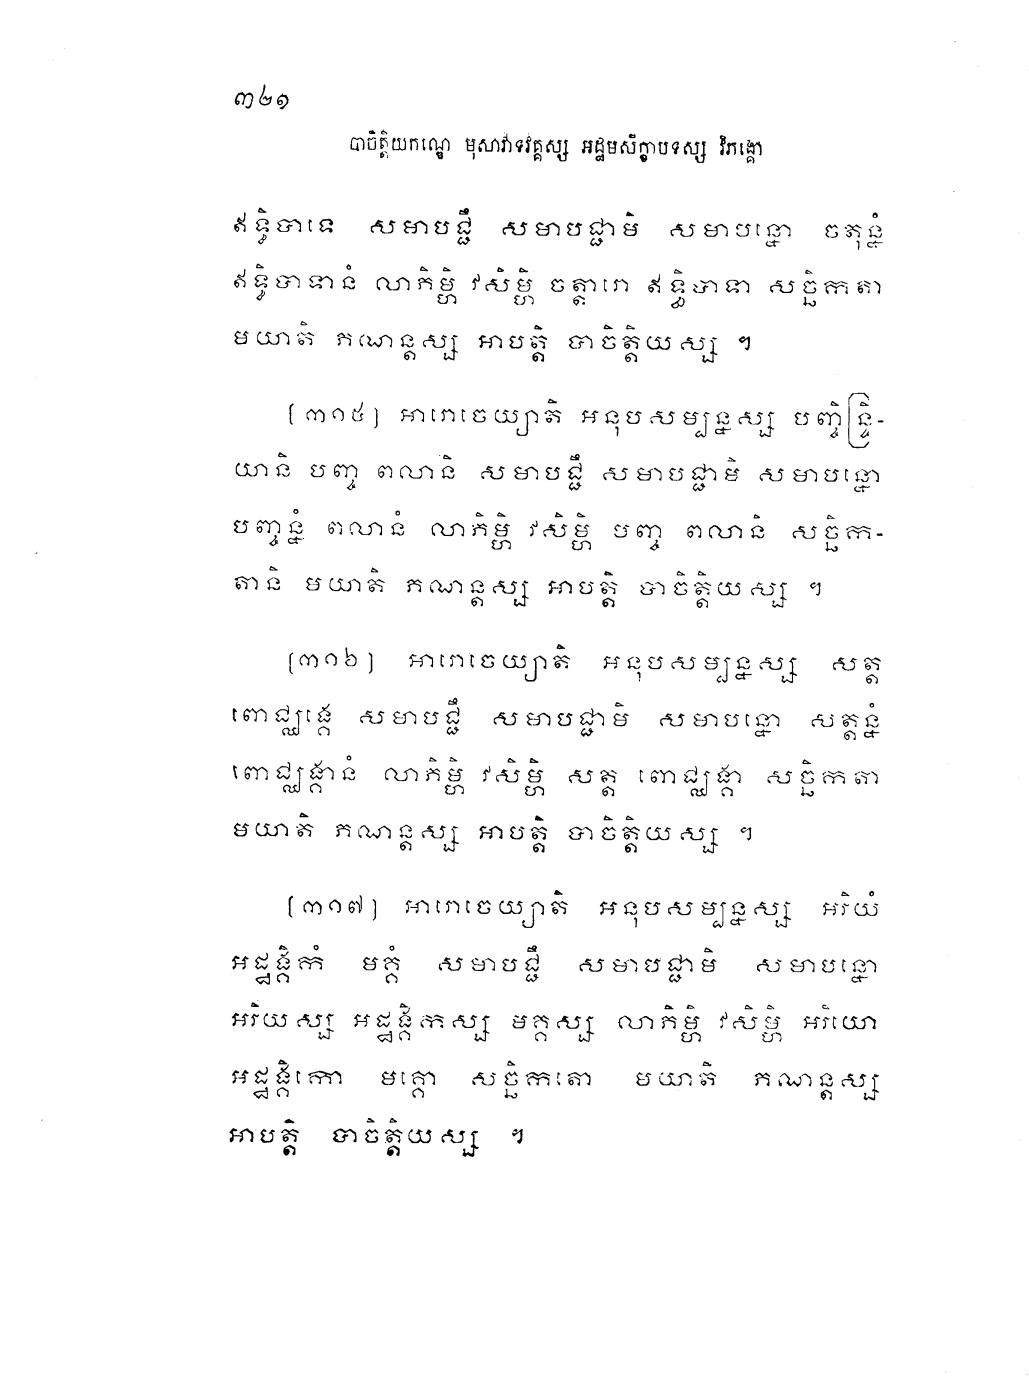 ៣២១
បាចិត្តិយកណ្ឌេ មុសាវាទវគ្គស្ស អដ្ឋមសិក្ខាបទស្ស វិភង្គោ
ឥទ្ធិបាទេ សមាបជ្ជឹ សមាបជ្ជាមិ សមាបន្នោ ចតុន្នំ
ឥទ្ធិបាទានំ លាភិម្ហិ វសិម្ហិ ចត្តារោ ឥទ្ធិបាទា សច្ឆិកតា
មយាតិ ភណន្តស្ស អាបត្តិ បាចិត្តិយស្ស ។
[៣១៥] អារោចេយ្យាតិ អនុបសម្បន្នស្ស បញ្ចិន្ទ្រិ-
យានិ បញ្ច ពលានិ សមាបជ្ជឹ សមាបជ្ជាមិ សមាបន្នោ
បញ្ចន្នំ ពលានំ លាភិម្ហិ វសិម្ហិ បញ្ច ពលានិ សច្ឆិក-
តានិ មយាតិ ភណន្តស្ស អាបត្តិ បាចិត្តិយស្ស ។
[៣១៦] អារោចេយ្យាតិ អនុបសម្បន្នស្ស សត្ត
ពោជ្ឈង្គេ សមាបជ្ជឹ សមាបជ្ជាមិ សមាបន្នោ សត្តន្នំ
ពោជ្ឈង្គានំ លាភិម្ហិ វសិម្ហិ សត្ត ពោជ្ឈង្គា សច្ឆិកតា
មយាតិ ភណន្តស្ស អាបត្តិ បាចិត្តិយស្ស ។
[៣១៧] អារោចេយ្យាតិ អនុបសម្បន្នស្ស អរិយំ
អដ្ឋង្គិកំ មគ្គំ សមាបជ្ជឹ សមាបជ្ជាមិ សមាបន្នោ
អរិយស្ស អដ្ឋង្គិកស្ស មគ្គស្ស លាភិម្ហិ វសិម្ហិ អរិយោ
អដ្ឋង្គិកោ មគ្គោ សច្ឆិកតោ មយាតិ ភណន្តស្ស
អាបត្តិ បាចិត្តិយស្ស ។